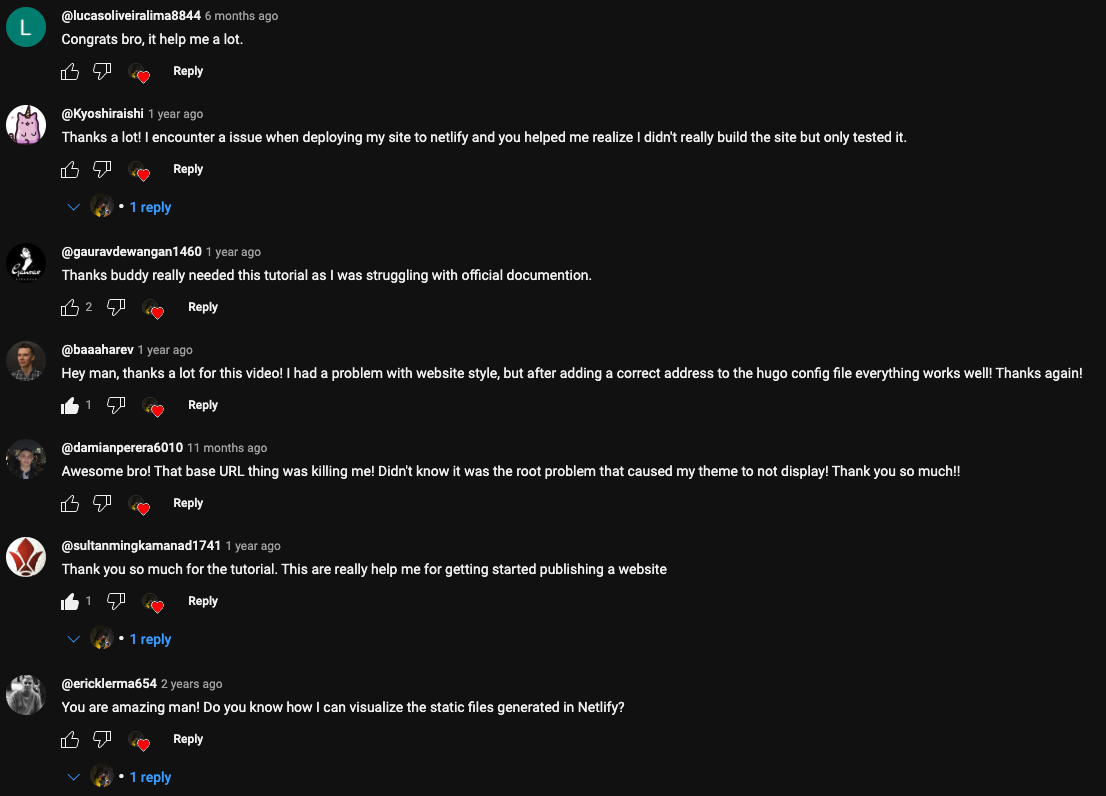 L
@lucasoliveiralima8844 6 months ago
Congrats bro, it help me a lot.
Reply
@Kyoshiraishi 1 year ago
Thanks a lot! I encounter a issue when deploying my site to netlify and you helped me realize I didn't really build the site but only tested it.
Reply
• 1 reply
@gauravdewangan1460 1 year ago
Thanks buddy really needed this tutorial as I was struggling with official documention.
2 Reply
@baaaharev 1 year ago
Hey man, thanks a lot for this video! I had a problem with website style, but after adding a correct address to the hugo config file everything works well! Thanks again!
1 Reply
@damianperera6010 11 months ago
Awesome bro! That base URL thing was killing me! Didn't know it was the root problem that caused my theme to not display! Thank you so much!!
Reply
@sultanmingkamanad1741 1 year ago
Thank you so much for the tutorial. This are really help me for getting started publishing a website
1 Reply
• 1 reply
@ericklerma654 2 years ago
You are amazing man! Do you know how I can visualize the static files generated in Netlify?
Reply
• 1 reply